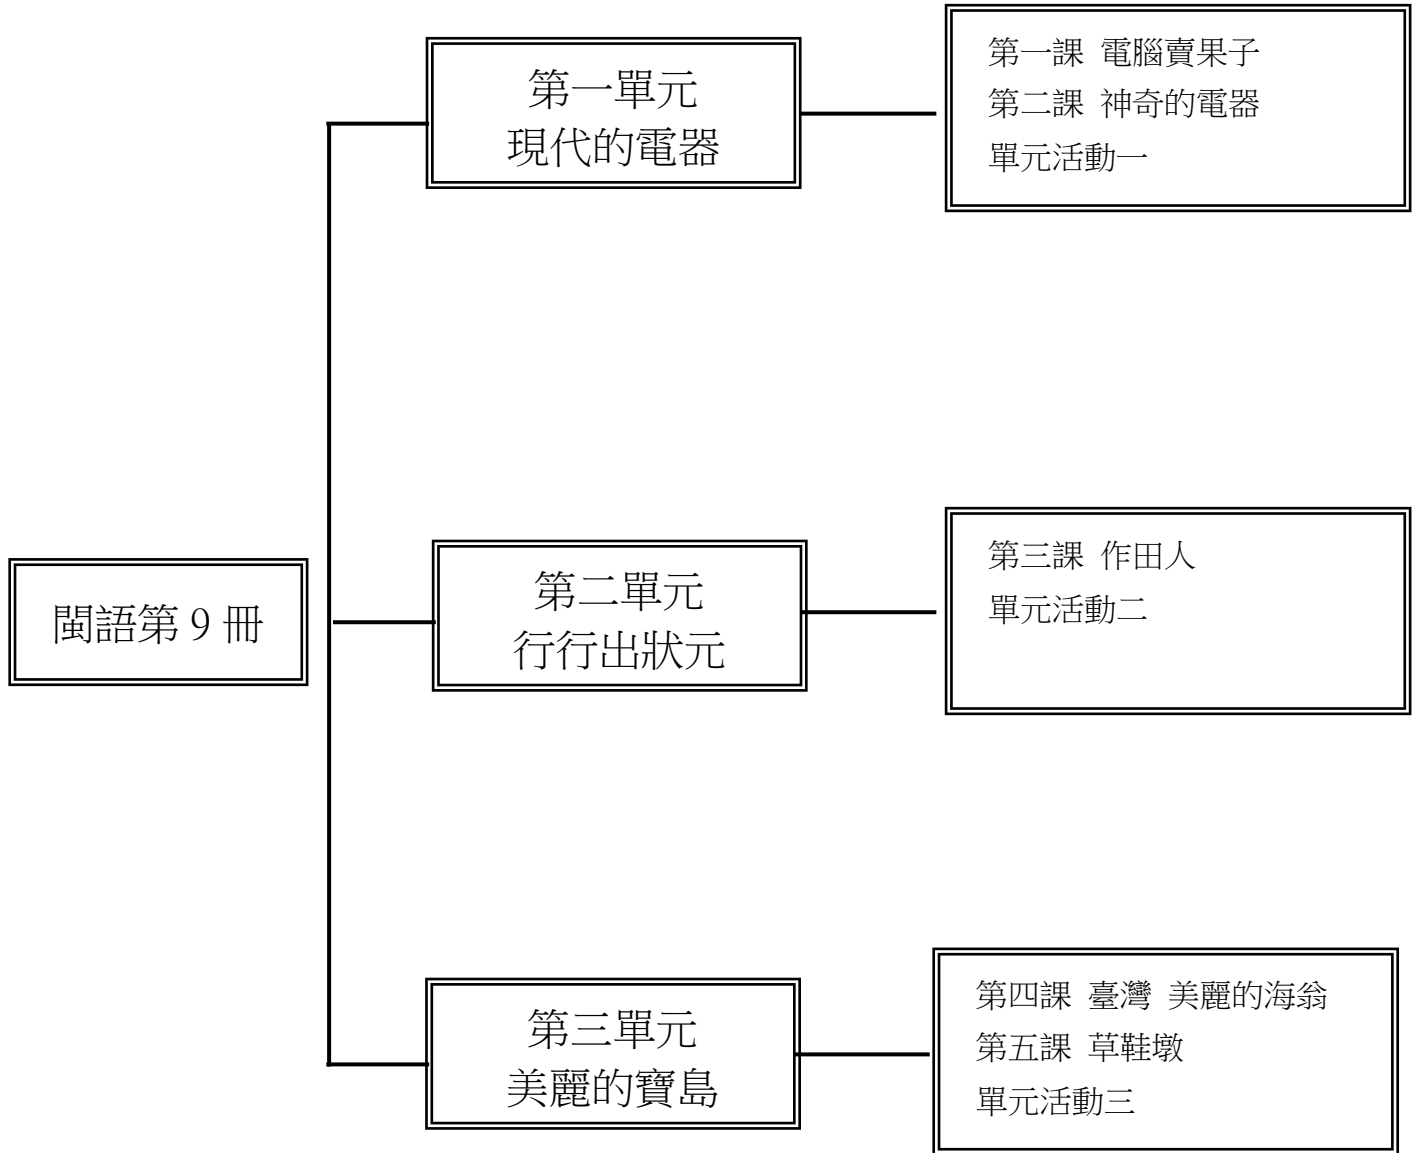 閩語第 9 冊
第一單元
現代的電器
第一課 電腦賣果子
第二課 神奇的電器
單元活動一
第二單元
行行出狀元
第三課 作田人
單元活動二
第三單元
美麗的寶島
第四課 臺灣 美麗的海翁
第五課 草鞋墩
單元活動三